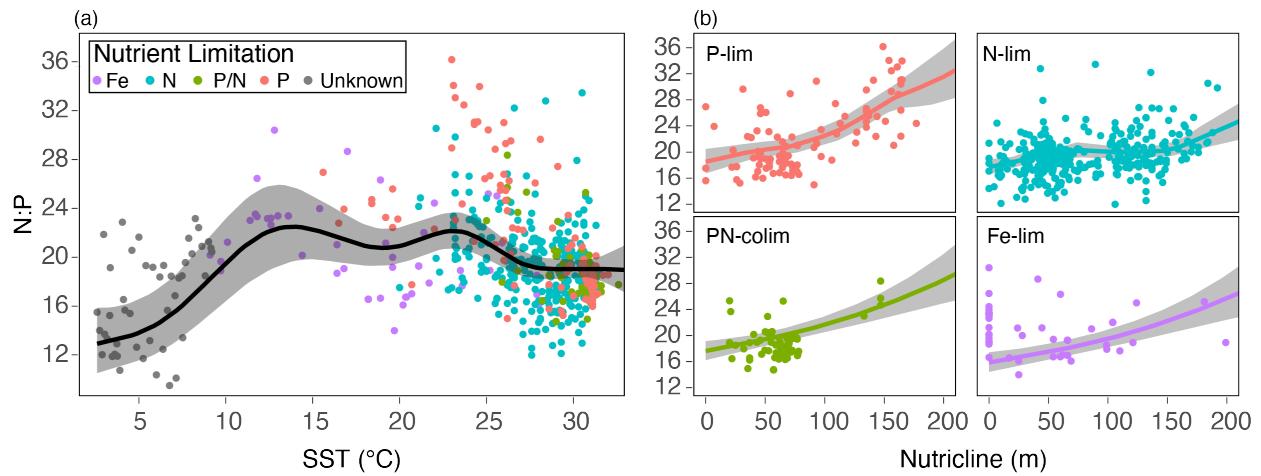 (a)
Nutrient Limitation
Fe N P/N P Unknown
N:P
36
32
28
24
20
16
12
5 10 15 20 25 30
SST (°C)
(b)
P-lim
N-lim
36
32
28
24
20
16
12
PN-colim
Fe-lim
36
32
28
24
20
16
12
0 50 100 150 200
0 50 100 150 200
Nutricline (m)